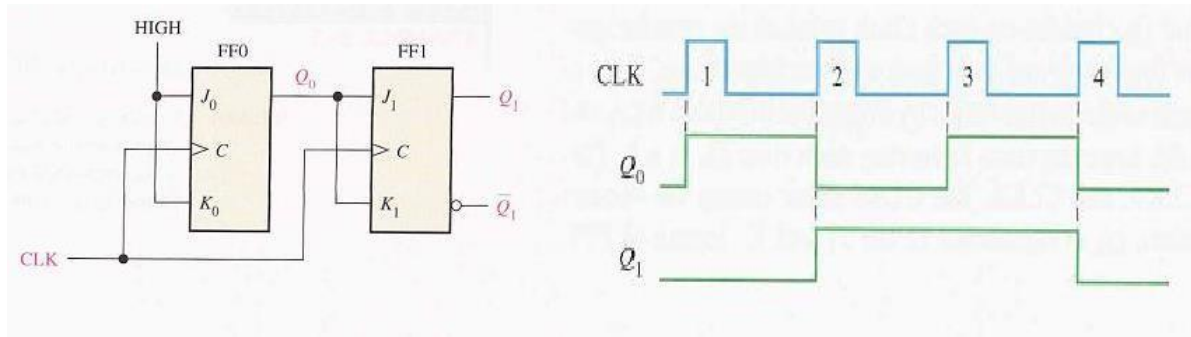 HIGH
FF0
FF1
J₀
C
K₀
Q₀
J₁
C
K₁
Q₁
Q̅₁
CLK
CLK
1
2
3
4
Q₀
Q₁